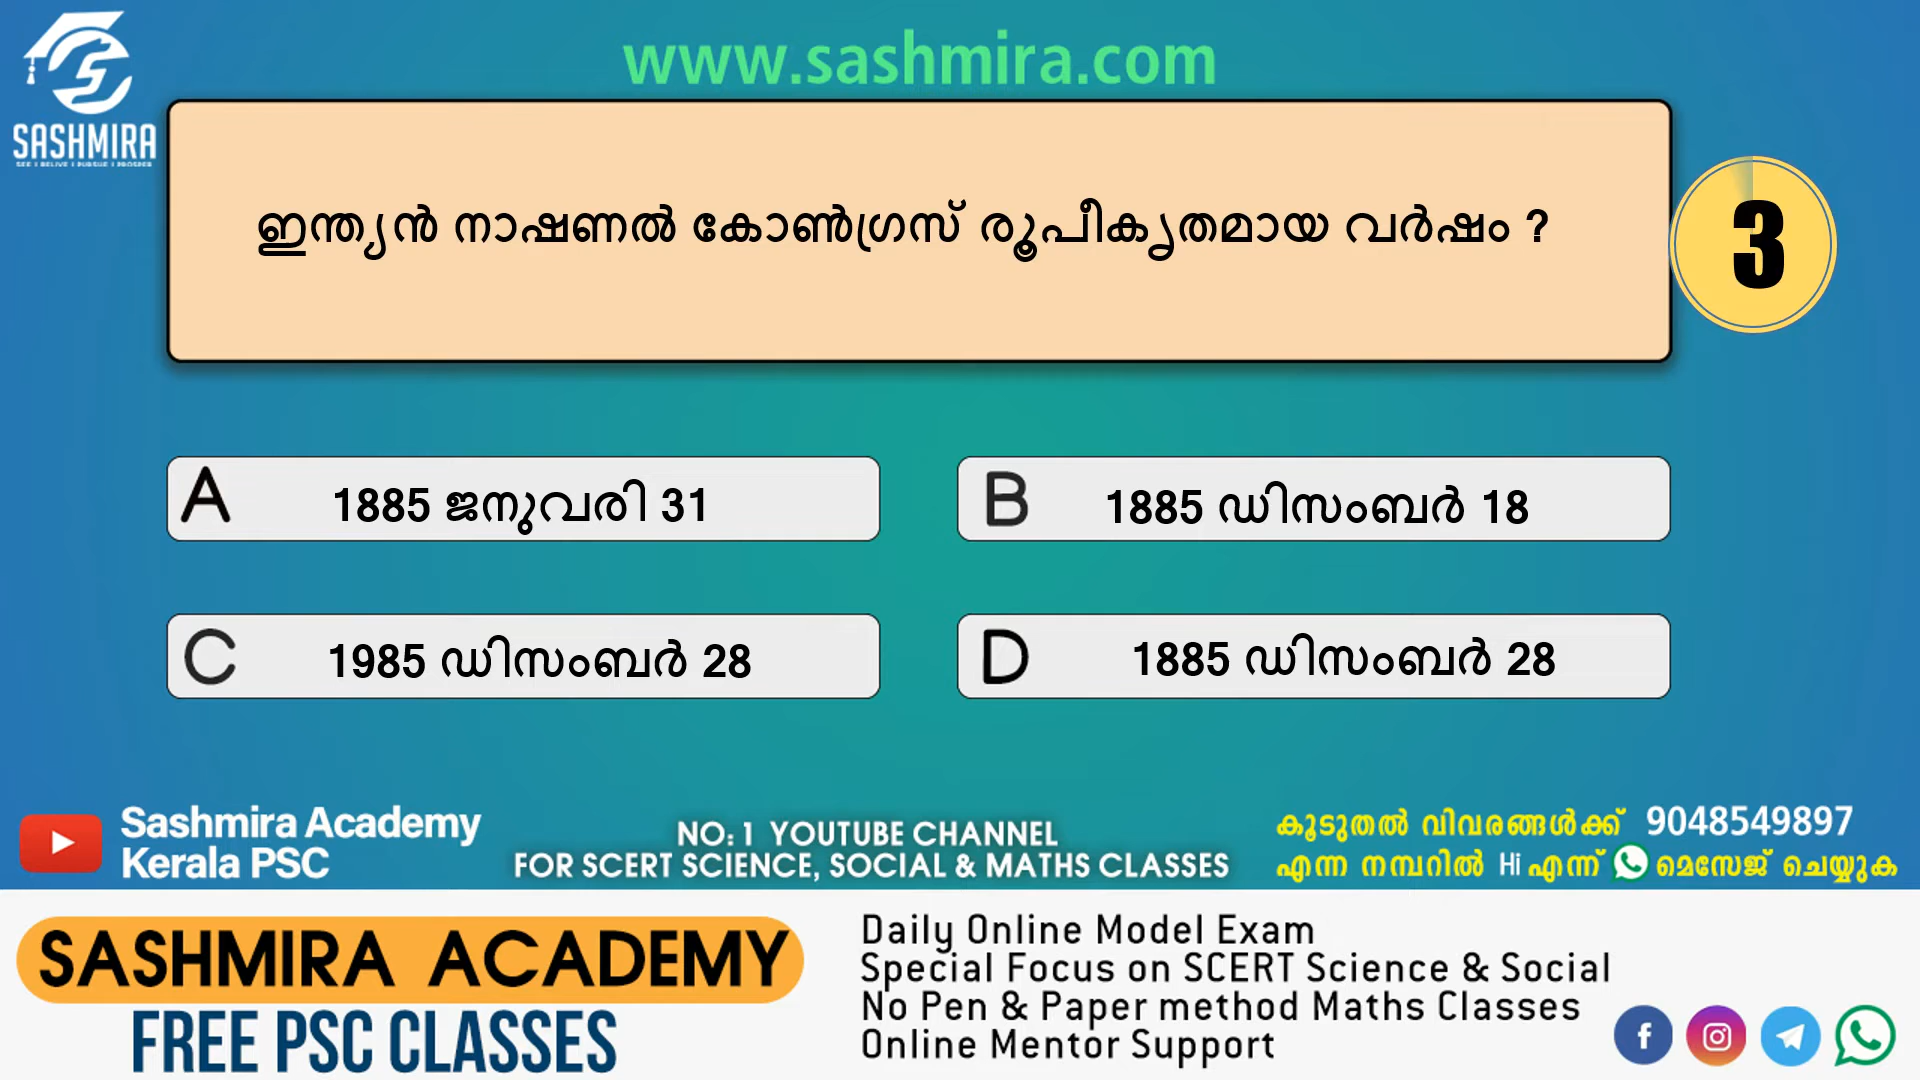 www.sashmira.com
SASHMIRA
SEE I BELIVE I PURSUE I PROSPER
ഇന്ത്യൻ നാഷണൽ കോൺഗ്രസ് രൂപീകൃതമായ വർഷം ?
3
A 1885 ജനുവരി 31
B 1885 ഡിസംബർ 18
C 1985 ഡിസംബർ 28
D 1885 ഡിസംബർ 28
Sashmira Academy
Kerala PSC
NO: 1 YOUTUBE CHANNEL
FOR SCERT SCIENCE, SOCIAL & MATHS CLASSES
കൂടുതൽ വിവരങ്ങൾക്ക് 9048549897
എന്ന നമ്പറിൽ Hi എന്ന് മെസേജ് ചെയ്യുക
SASHMIRA ACADEMY
FREE PSC CLASSES
Daily Online Model Exam
Special Focus on SCERT Science & Social
No Pen & Paper method Maths Classes
Online Mentor Support